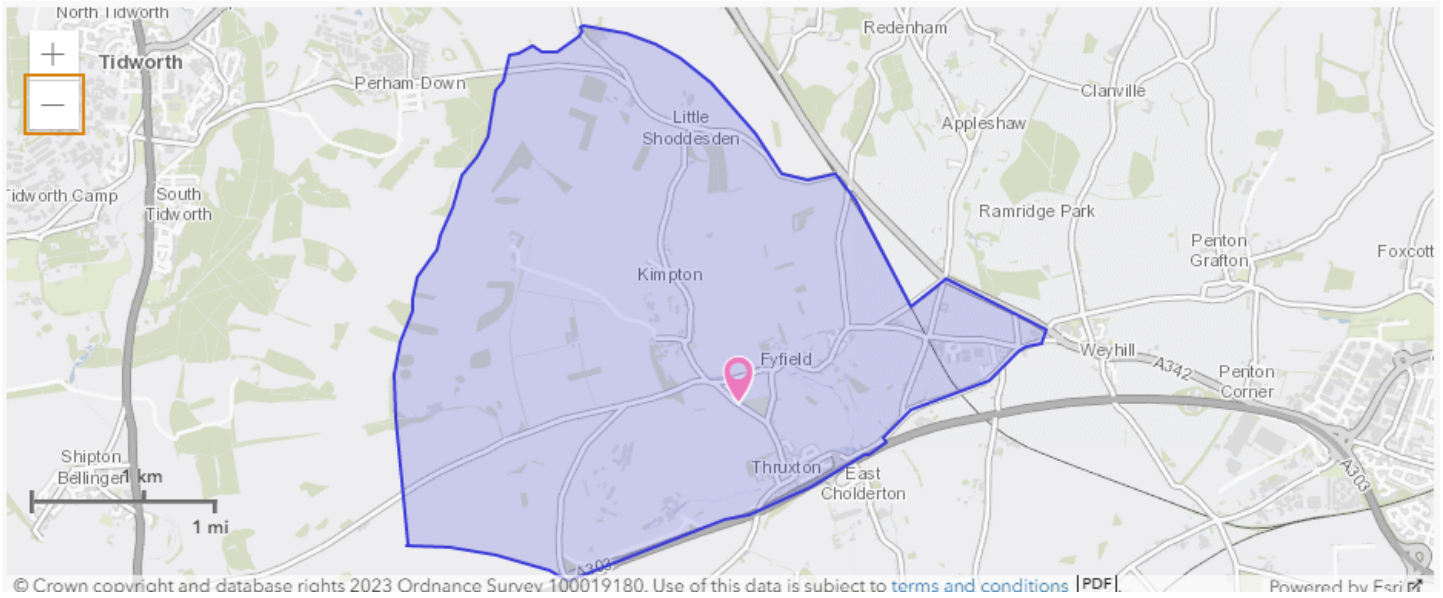 North Tidworth
Tidworth
+
−
Perham Down
Redenham
Clanville
Little
Shoddesden
Appleshaw
Tidworth Camp
South
Tidworth
Ramridge Park
Penton
Grafton
Foxcott
Kimpton
Fyfield
Weyhill
A342
Penton
Corner
Shipton
Bellinger
1 km
1 mi
Thruxton
East
Cholderton
A303
A303
© Crown copyright and database rights 2023 Ordnance Survey 100019180. Use of this data is subject to terms and conditions PDF.
Powered by Esri